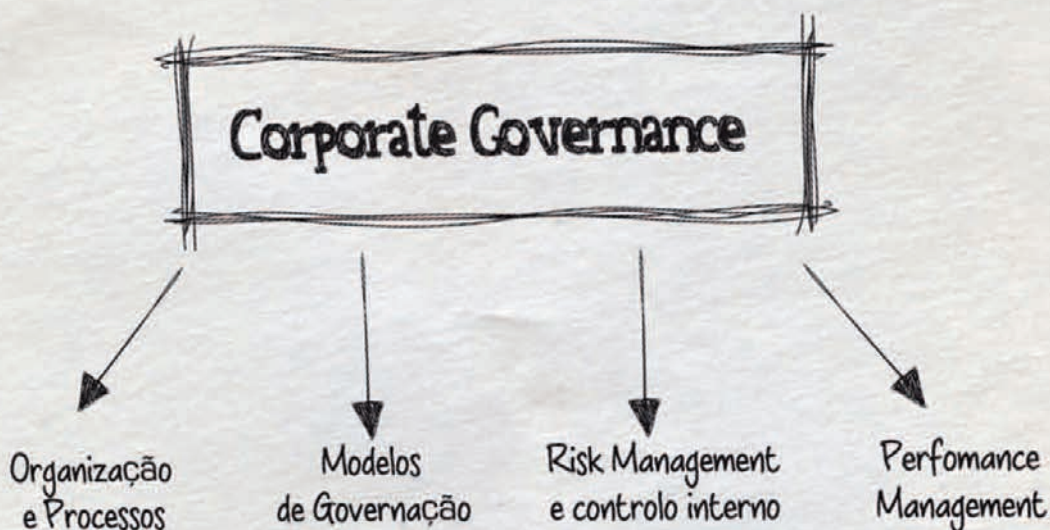 Corporate Governance
Organização
e Processos
Modelos
de Governação
Risk Management
e controlo interno
Perfomance
Management